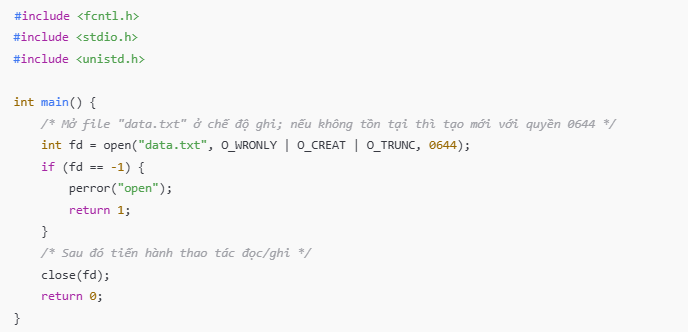 #include <fcntl.h>
#include <stdio.h>
#include <unistd.h>

int main() {
    /* Mở file "data.txt" ở chế độ ghi; nếu không tồn tại thì tạo mới với quyền 0644 */
    int fd = open("data.txt", O_WRONLY | O_CREAT | O_TRUNC, 0644);
    if (fd == -1) {
        perror("open");
        return 1;
    }
    /* Sau đó tiến hành thao tác đọc/ghi */
    close(fd);
    return 0;
}